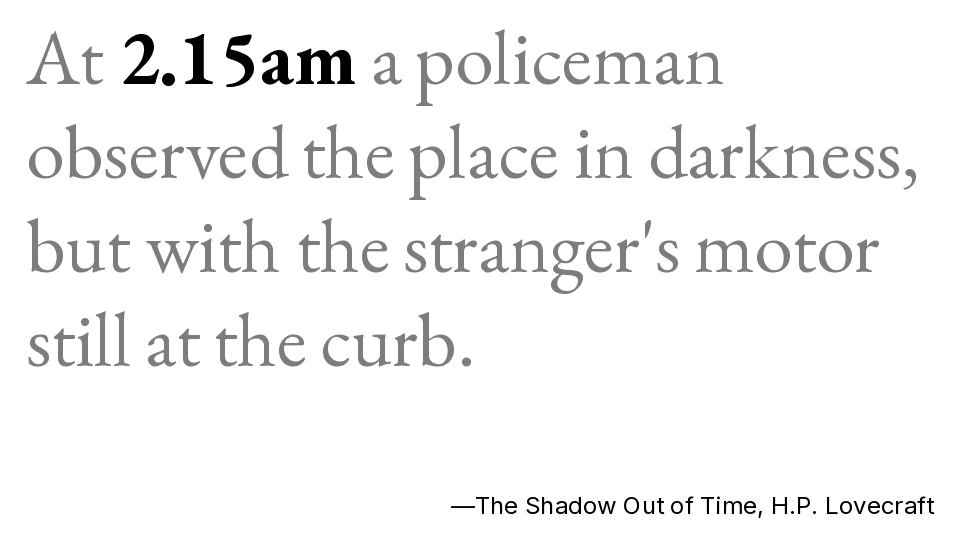 At 2.15am a policeman
observed the place in darkness,
but with the stranger's motor
still at the curb.
—The Shadow Out of Time, H.P. Lovecraft